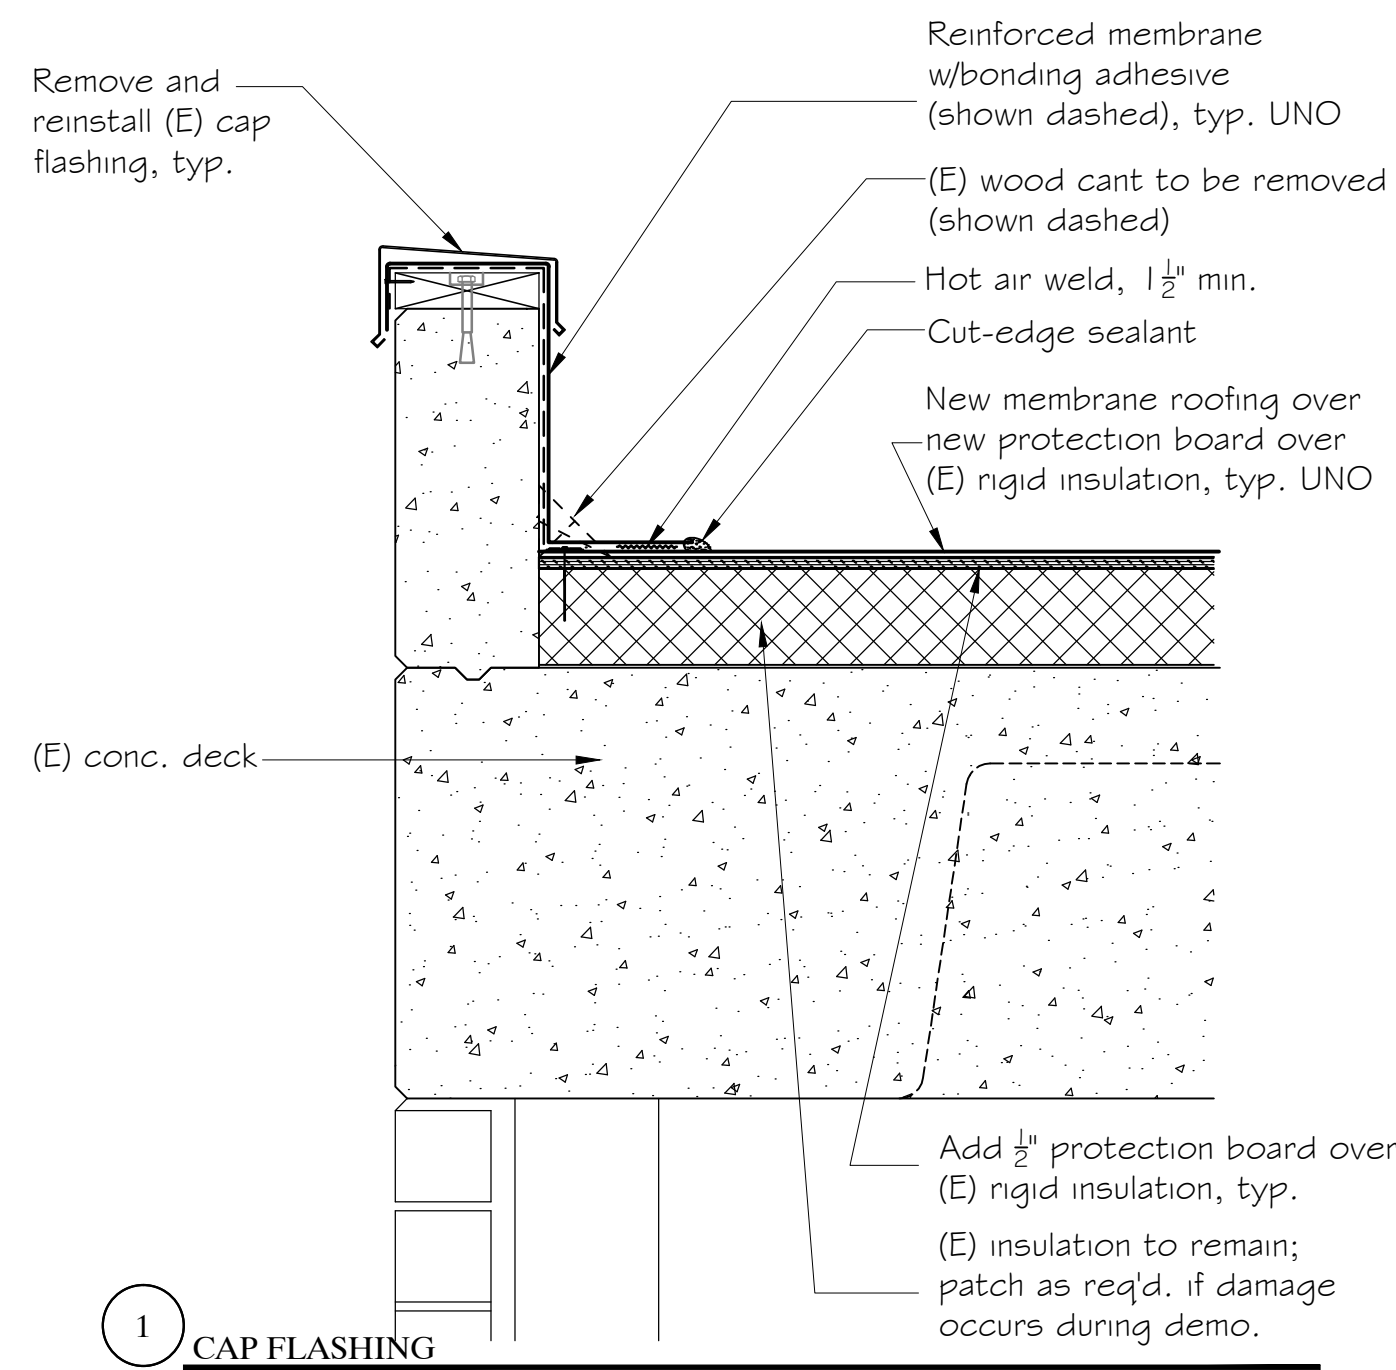 Remove and
reinstall (E) cap
flashing, typ.
Reinforced membrane
w/bonding adhesive
(shown dashed), typ. UNO
(E) wood cant to be removed
(shown dashed)
Hot air weld, 1 1/2" min.
Cut-edge sealant
New membrane roofing over
new protection board over
(E) rigid insulation, typ. UNO
(E) conc. deck
Add 1/2" protection board over
(E) rigid insulation, typ.
(E) insulation to remain;
patch as req'd. if damage
occurs during demo.
1
CAP FLASHING